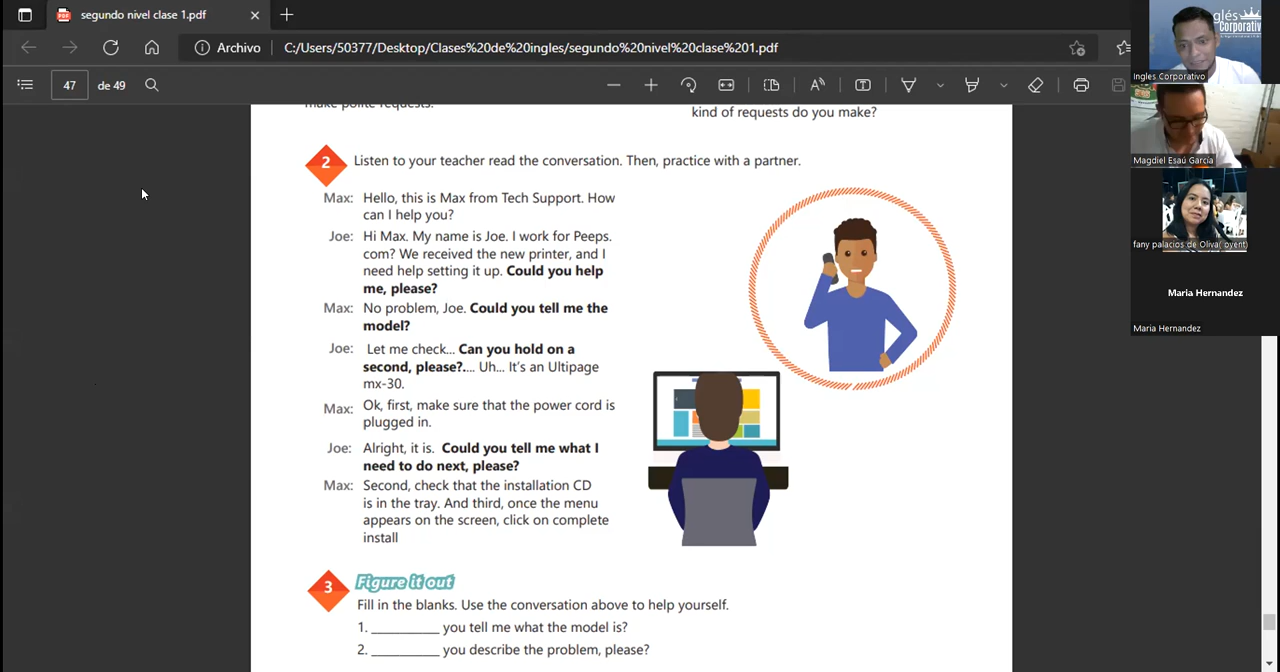 segundo nivel clase 1.pdf
Archivo
C:/Users/50377/Desktop/Clases%20de%20ingles/segundo%20nivel%20clase%201.pdf
47
de 49
make polite requests.
kind of requests do you make?
2
Listen to your teacher read the conversation. Then, practice with a partner.
Max: Hello, this is Max from Tech Support. How
can I help you?
Joe: Hi Max. My name is Joe. I work for Peeps.
com? We received the new printer, and I
need help setting it up. Could you help
me, please?
Max: No problem, Joe. Could you tell me the
model?
Joe: Let me check... Can you hold on a
second, please?.... Uh... It's an Ultipage
mx-30.
Max: Ok, first, make sure that the power cord is
plugged in.
Joe: Alright, it is. Could you tell me what I
need to do next, please?
Max: Second, check that the installation CD
is in the tray. And third, once the menu
appears on the screen, click on complete
install
3
Figure it out
Fill in the blanks. Use the conversation above to help yourself.
1. __________ you tell me what the model is?
2. __________ you describe the problem, please?
glés
Corporativ
Ingles Corporativo
Magdiel Esaú García
fany palacios de Oliva( oyent)
Maria Hernandez
Maria Hernandez